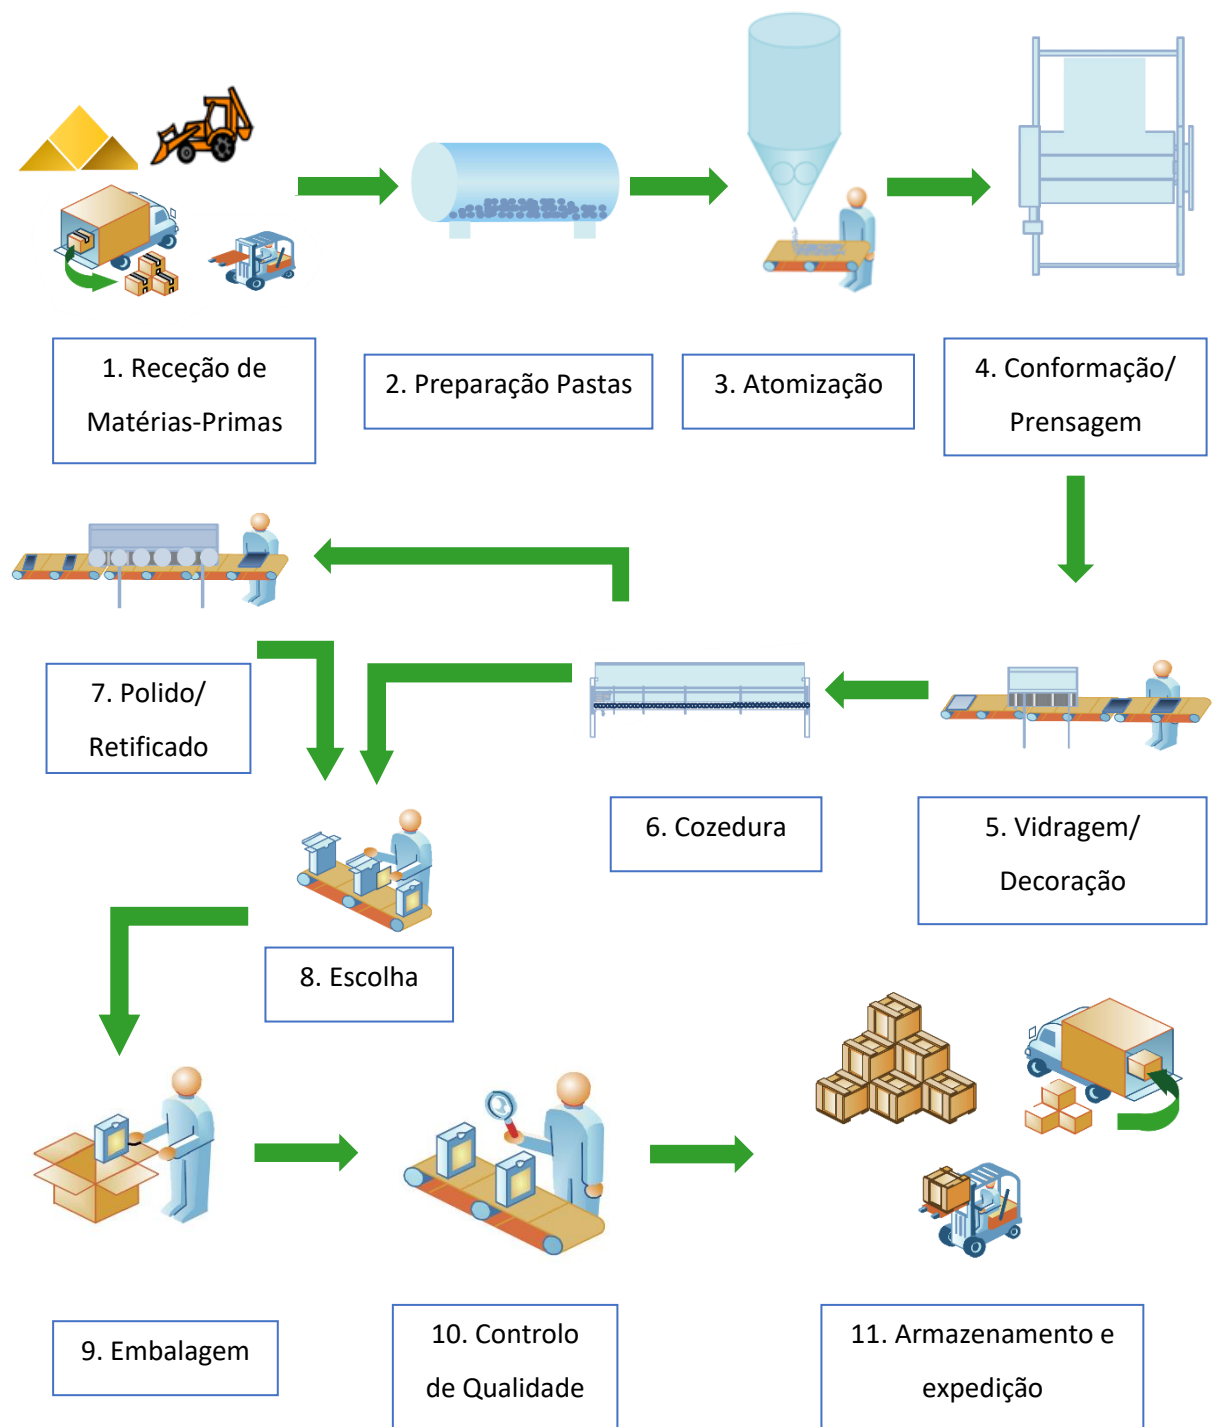 1. Receção de
Matérias-Primas
2. Preparação Pastas
3. Atomização
4. Conformação/
Prensagem
7. Polido/
Retificado
6. Cozedura
5. Vidragem/
Decoração
8. Escolha
9. Embalagem
10. Controlo
de Qualidade
11. Armazenamento e
expedição